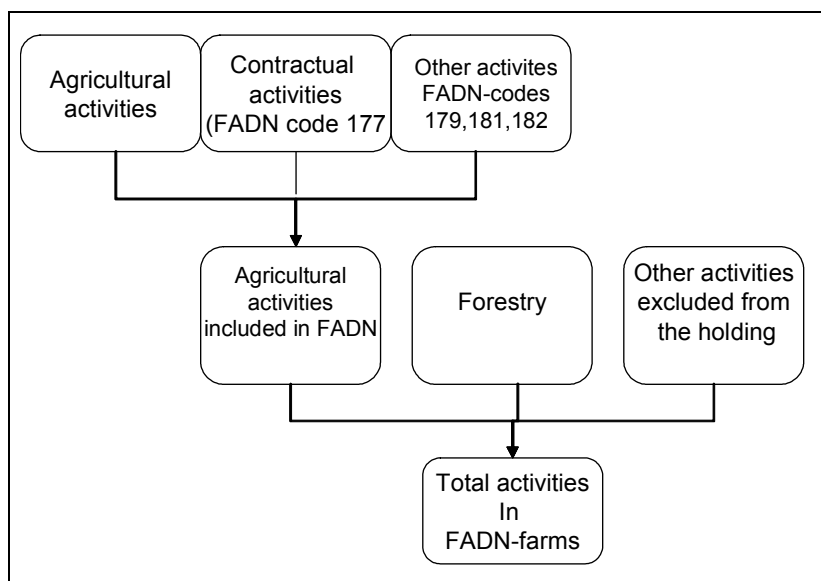 Agricultural
activities
Contractual
activities
(FADN code 177
Other activites
FADN-codes
179,181,182
Agricultural
activities
included in FADN
Forestry
Other activities
excluded from
the holding
Total activities
In
FADN-farms